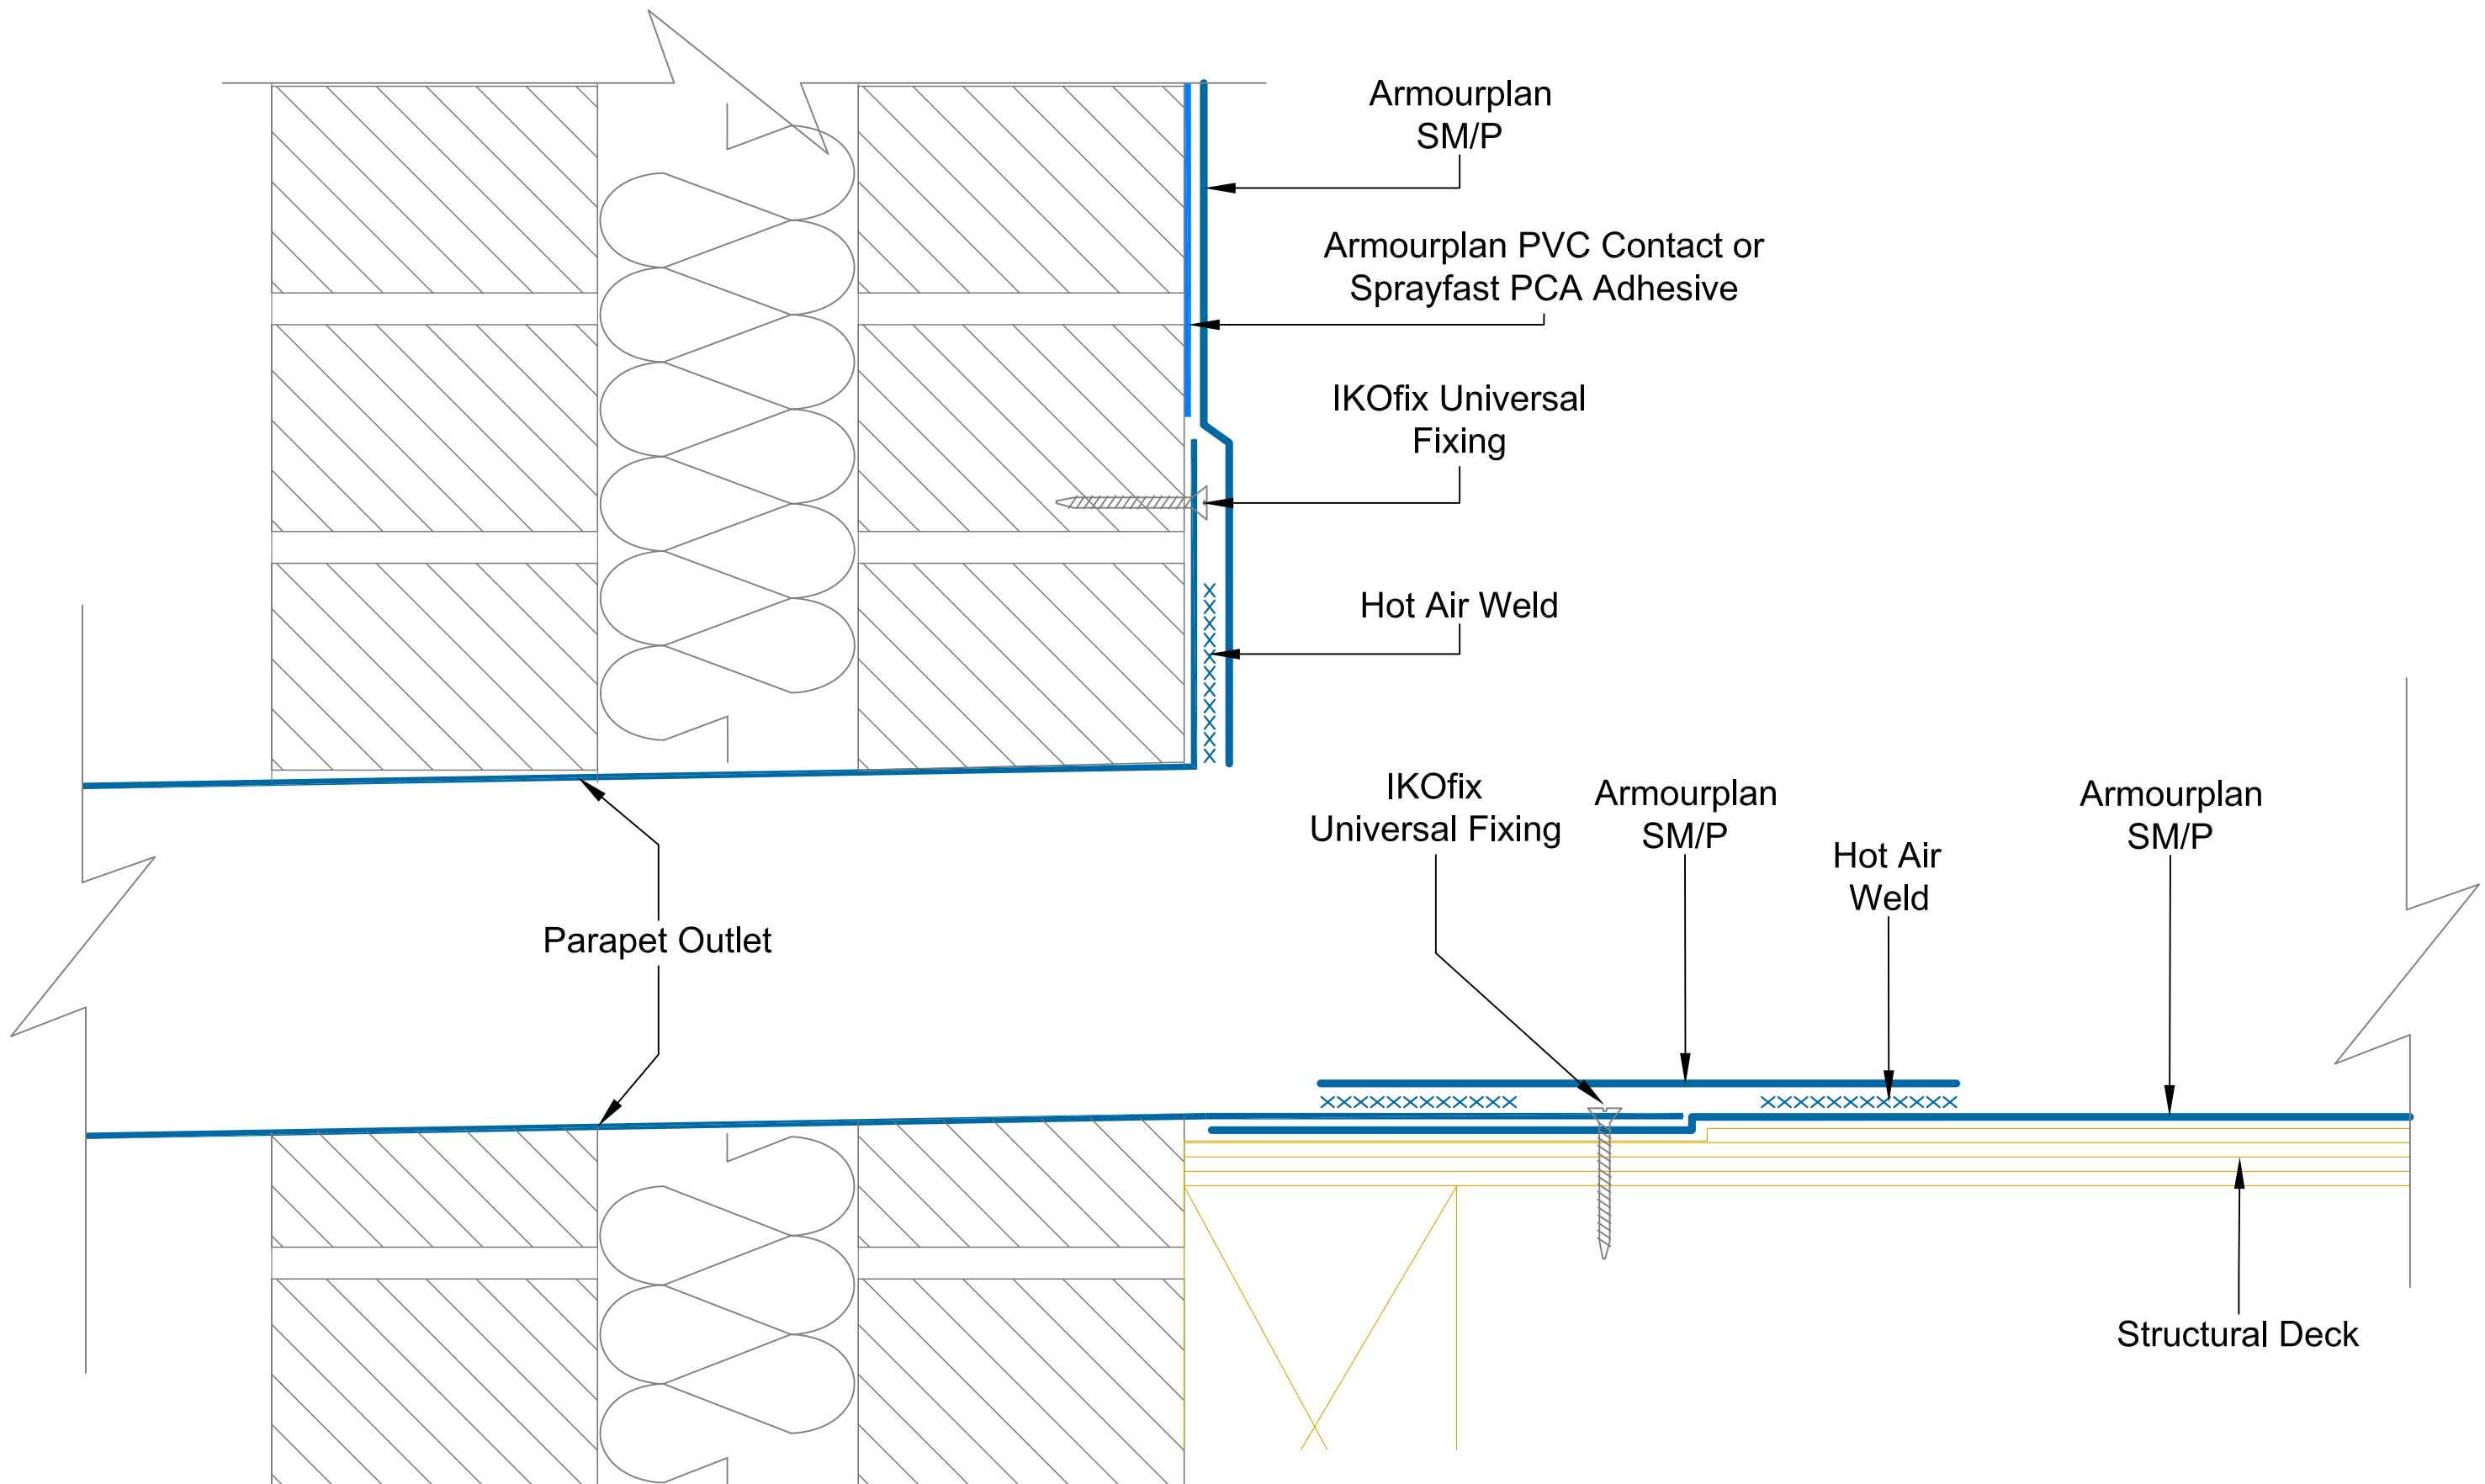 Armourplan
SM/P
Armourplan PVC Contact or
Sprayfast PCA Adhesive
IKOfix Universal
Fixing
Hot Air Weld
IKOfix
Universal Fixing
Armourplan
SM/P
Hot Air
Weld
Armourplan
SM/P
Parapet Outlet
Structural Deck